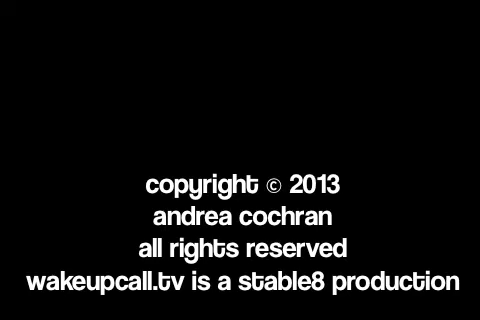 copyright © 2013
andrea cochran
all rights reserved
wakeupcall.tv is a stable8 production